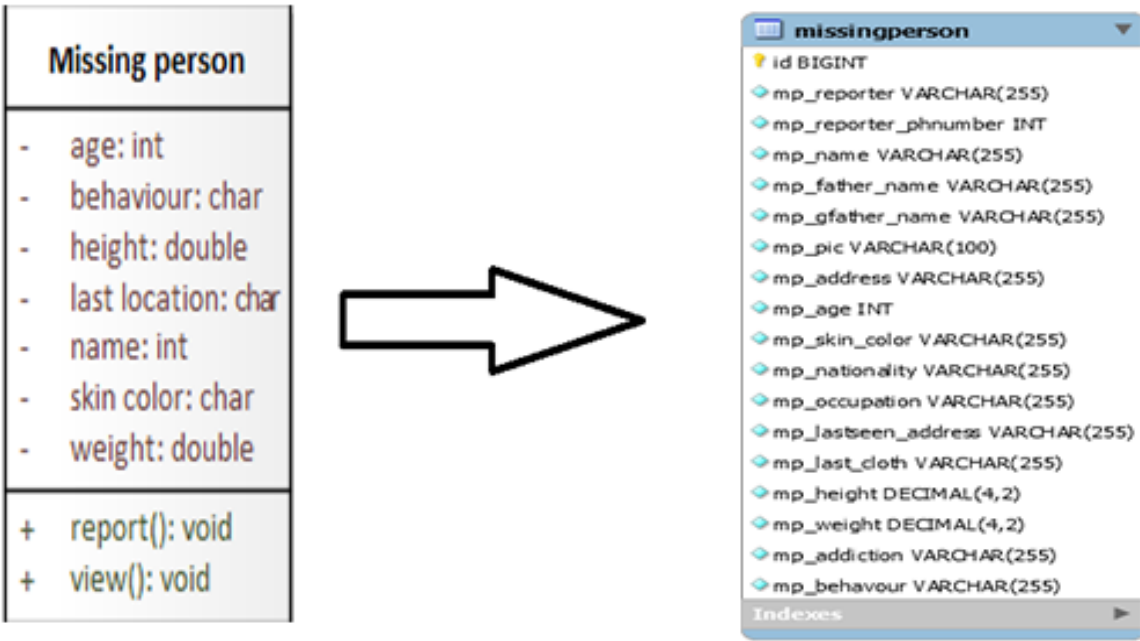 Missing person
- age: int
- behaviour: char
- height: double
- last location: char
- name: int
- skin color: char
- weight: double
+ report(): void
+ view(): void
missingperson
id BIGINT
mp_reporter VARCHAR(255)
mp_reporter_phnumber INT
mp_name VARCHAR(255)
mp_father_name VARCHAR(255)
mp_gfather_name VARCHAR(255)
mp_pic VARCHAR(100)
mp_address VARCHAR(255)
mp_age INT
mp_skin_color VARCHAR(255)
mp_nationality VARCHAR(255)
mp_occupation VARCHAR(255)
mp_lastseen_address VARCHAR(255)
mp_last_cloth VARCHAR(255)
mp_height DECIMAL(4,2)
mp_weight DECIMAL(4,2)
mp_addiction VARCHAR(255)
mp_behavour VARCHAR(255)
Indexes